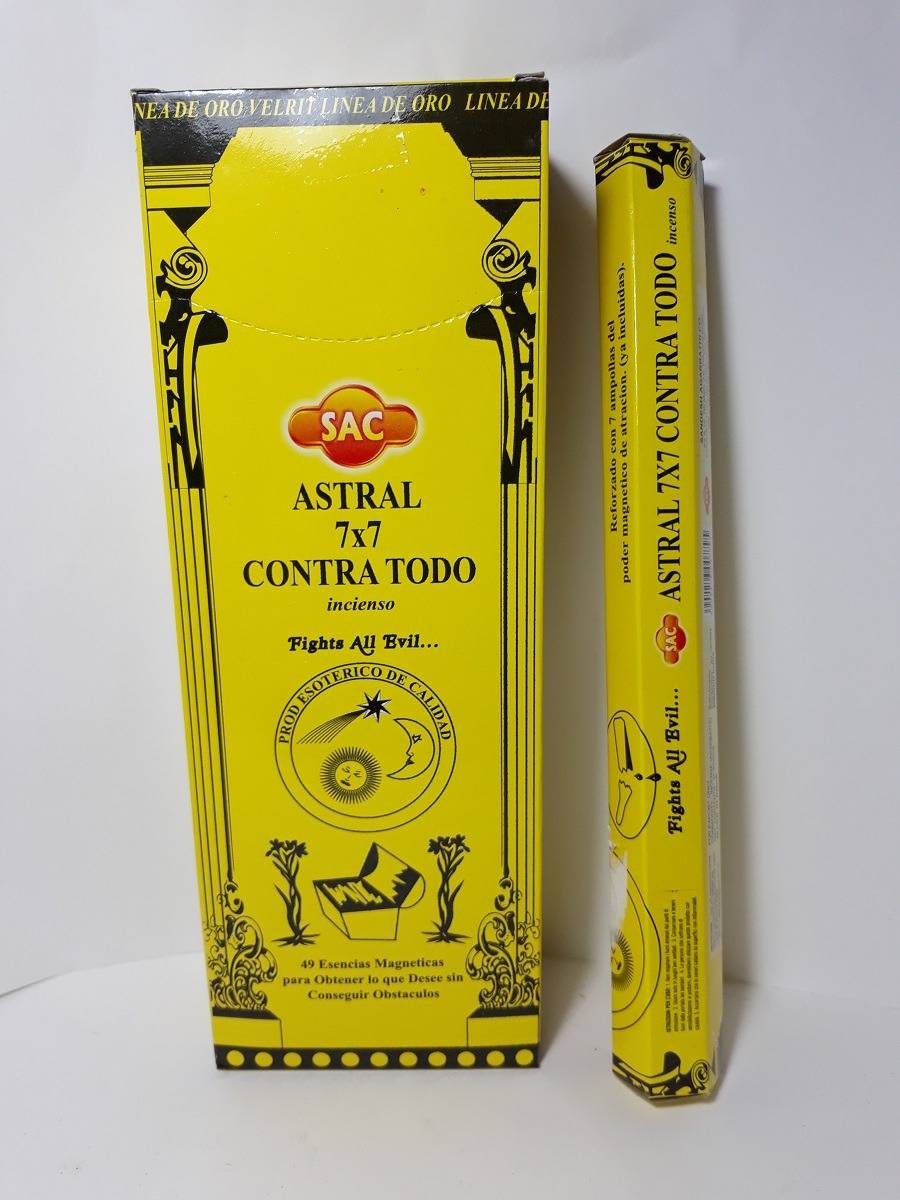 NEA DE ORO VELRIT LINEA DE ORO LINEA DE
SAC
ASTRAL
7x7
CONTRA TODO
incienso
Fights All Evil...
PROD ESOTERICO DE CALIDAD
49 Esencias Magneticas
para Obtener lo que Desee sin
Conseguir Obstaculos
Reforzado con 7 ampollas del
poder magnetico de atracion. (ya incluidas).
Fights All Evil... SAC ASTRAL 7X7 CONTRA TODO incenso